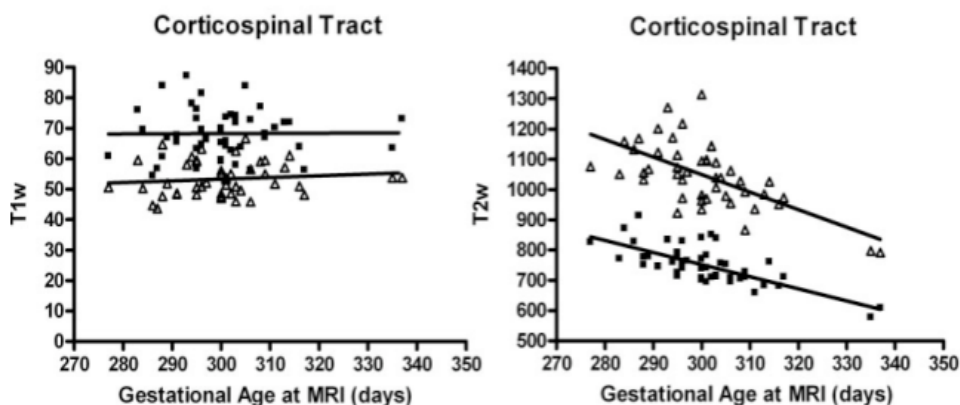 Corticospinal Tract
90
80
70
60
50
40
30
20
10
0
T1w
270 280 290 300 310 320 330 340 350
Gestational Age at MRI (days)
Corticospinal Tract
1400
1300
1200
1100
1000
900
800
700
600
500
T2w
270 280 290 300 310 320 330 340 350
Gestational Age at MRI (days)